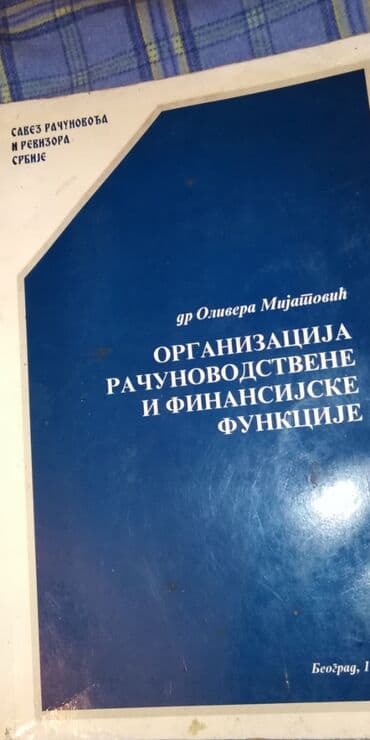 САВЕЗ РАЧУНОВОЂА
И РЕВИЗОРА
СРБИЈЕ
др Оливера Мијатовић
ОРГАНИЗАЦИЈА
РАЧУНОВОДСТВЕНЕ
И ФИНАНСИЈСКЕ
ФУНКЦИЈЕ
Београд, 1